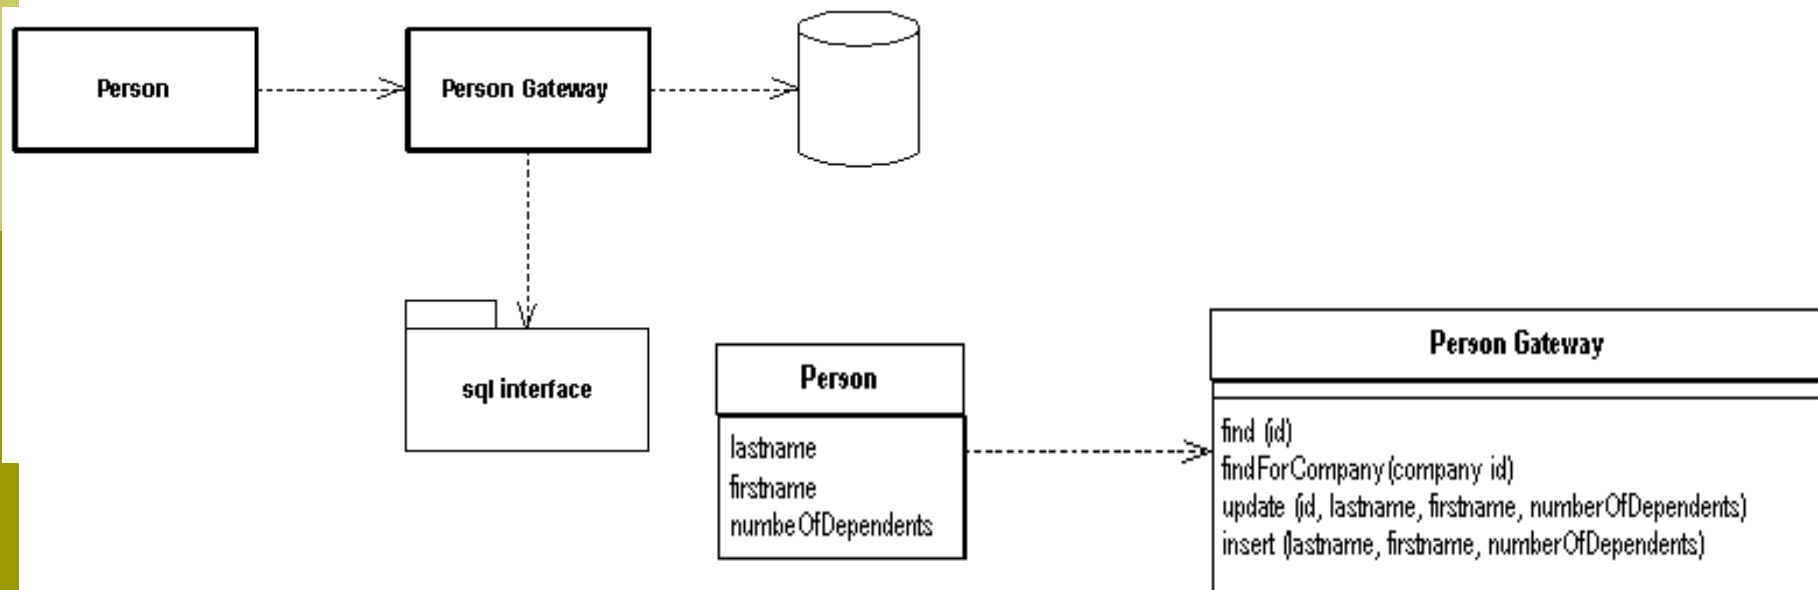 Person
Person Gateway
sql interface
Person
lastname
firstname
numbeOfDependents
Person Gateway
find (id)
findForCompany(company id)
update (id, lastname, firstname, numberOfDependents)
insert (lastname, firstname, numberOfDependents)